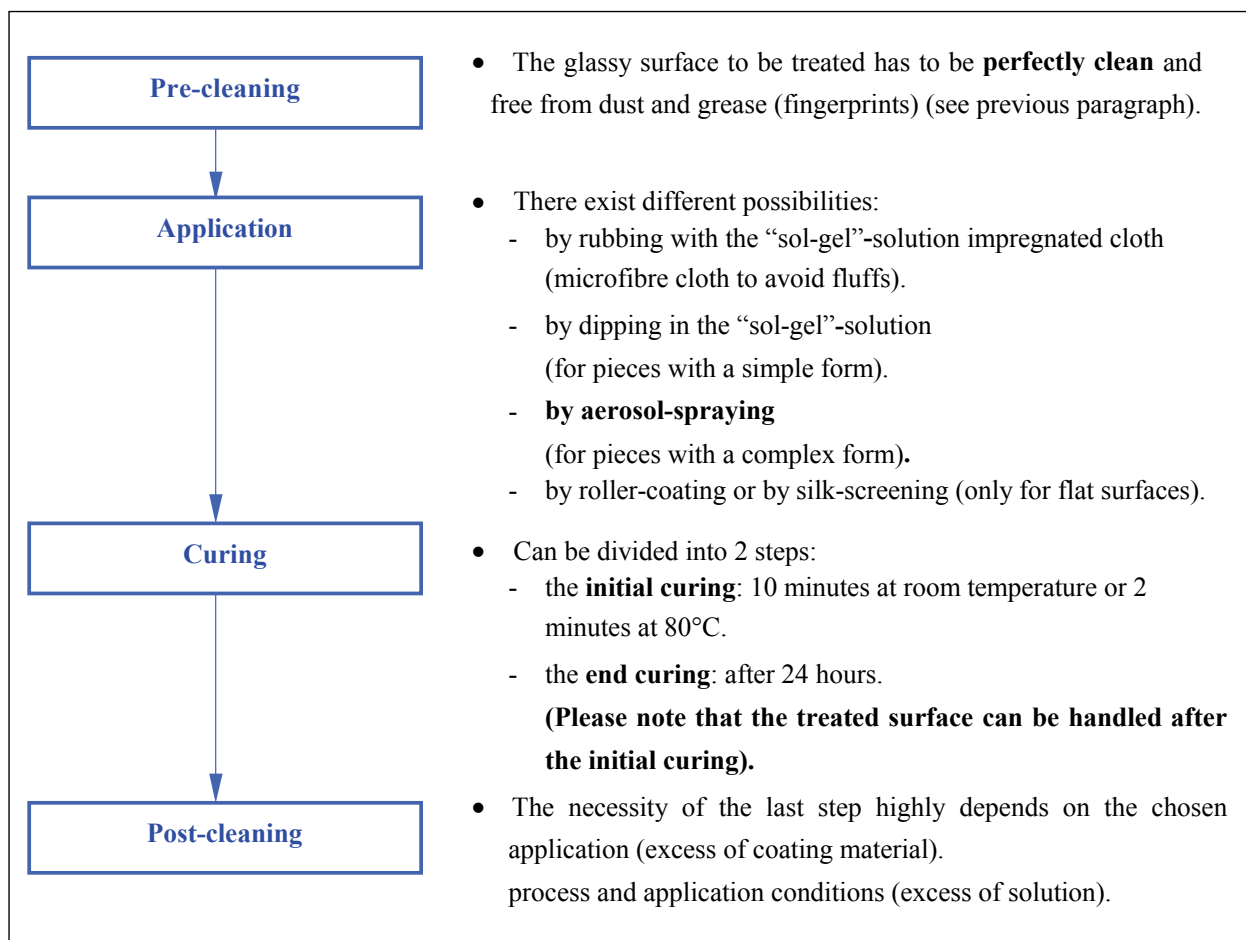 Pre-cleaning
• The glassy surface to be treated has to be perfectly clean and
free from dust and grease (fingerprints) (see previous paragraph).
Application
• There exist different possibilities:
- by rubbing with the “sol-gel”-solution impregnated cloth
(microfibre cloth to avoid fluffs).
- by dipping in the “sol-gel”-solution
(for pieces with a simple form).
- by aerosol-spraying
(for pieces with a complex form).
- by roller-coating or by silk-screening (only for flat surfaces).
Curing
• Can be divided into 2 steps:
- the initial curing: 10 minutes at room temperature or 2
minutes at 80°C.
- the end curing: after 24 hours.
(Please note that the treated surface can be handled after
the initial curing).
Post-cleaning
• The necessity of the last step highly depends on the chosen
application (excess of coating material).
process and application conditions (excess of solution).